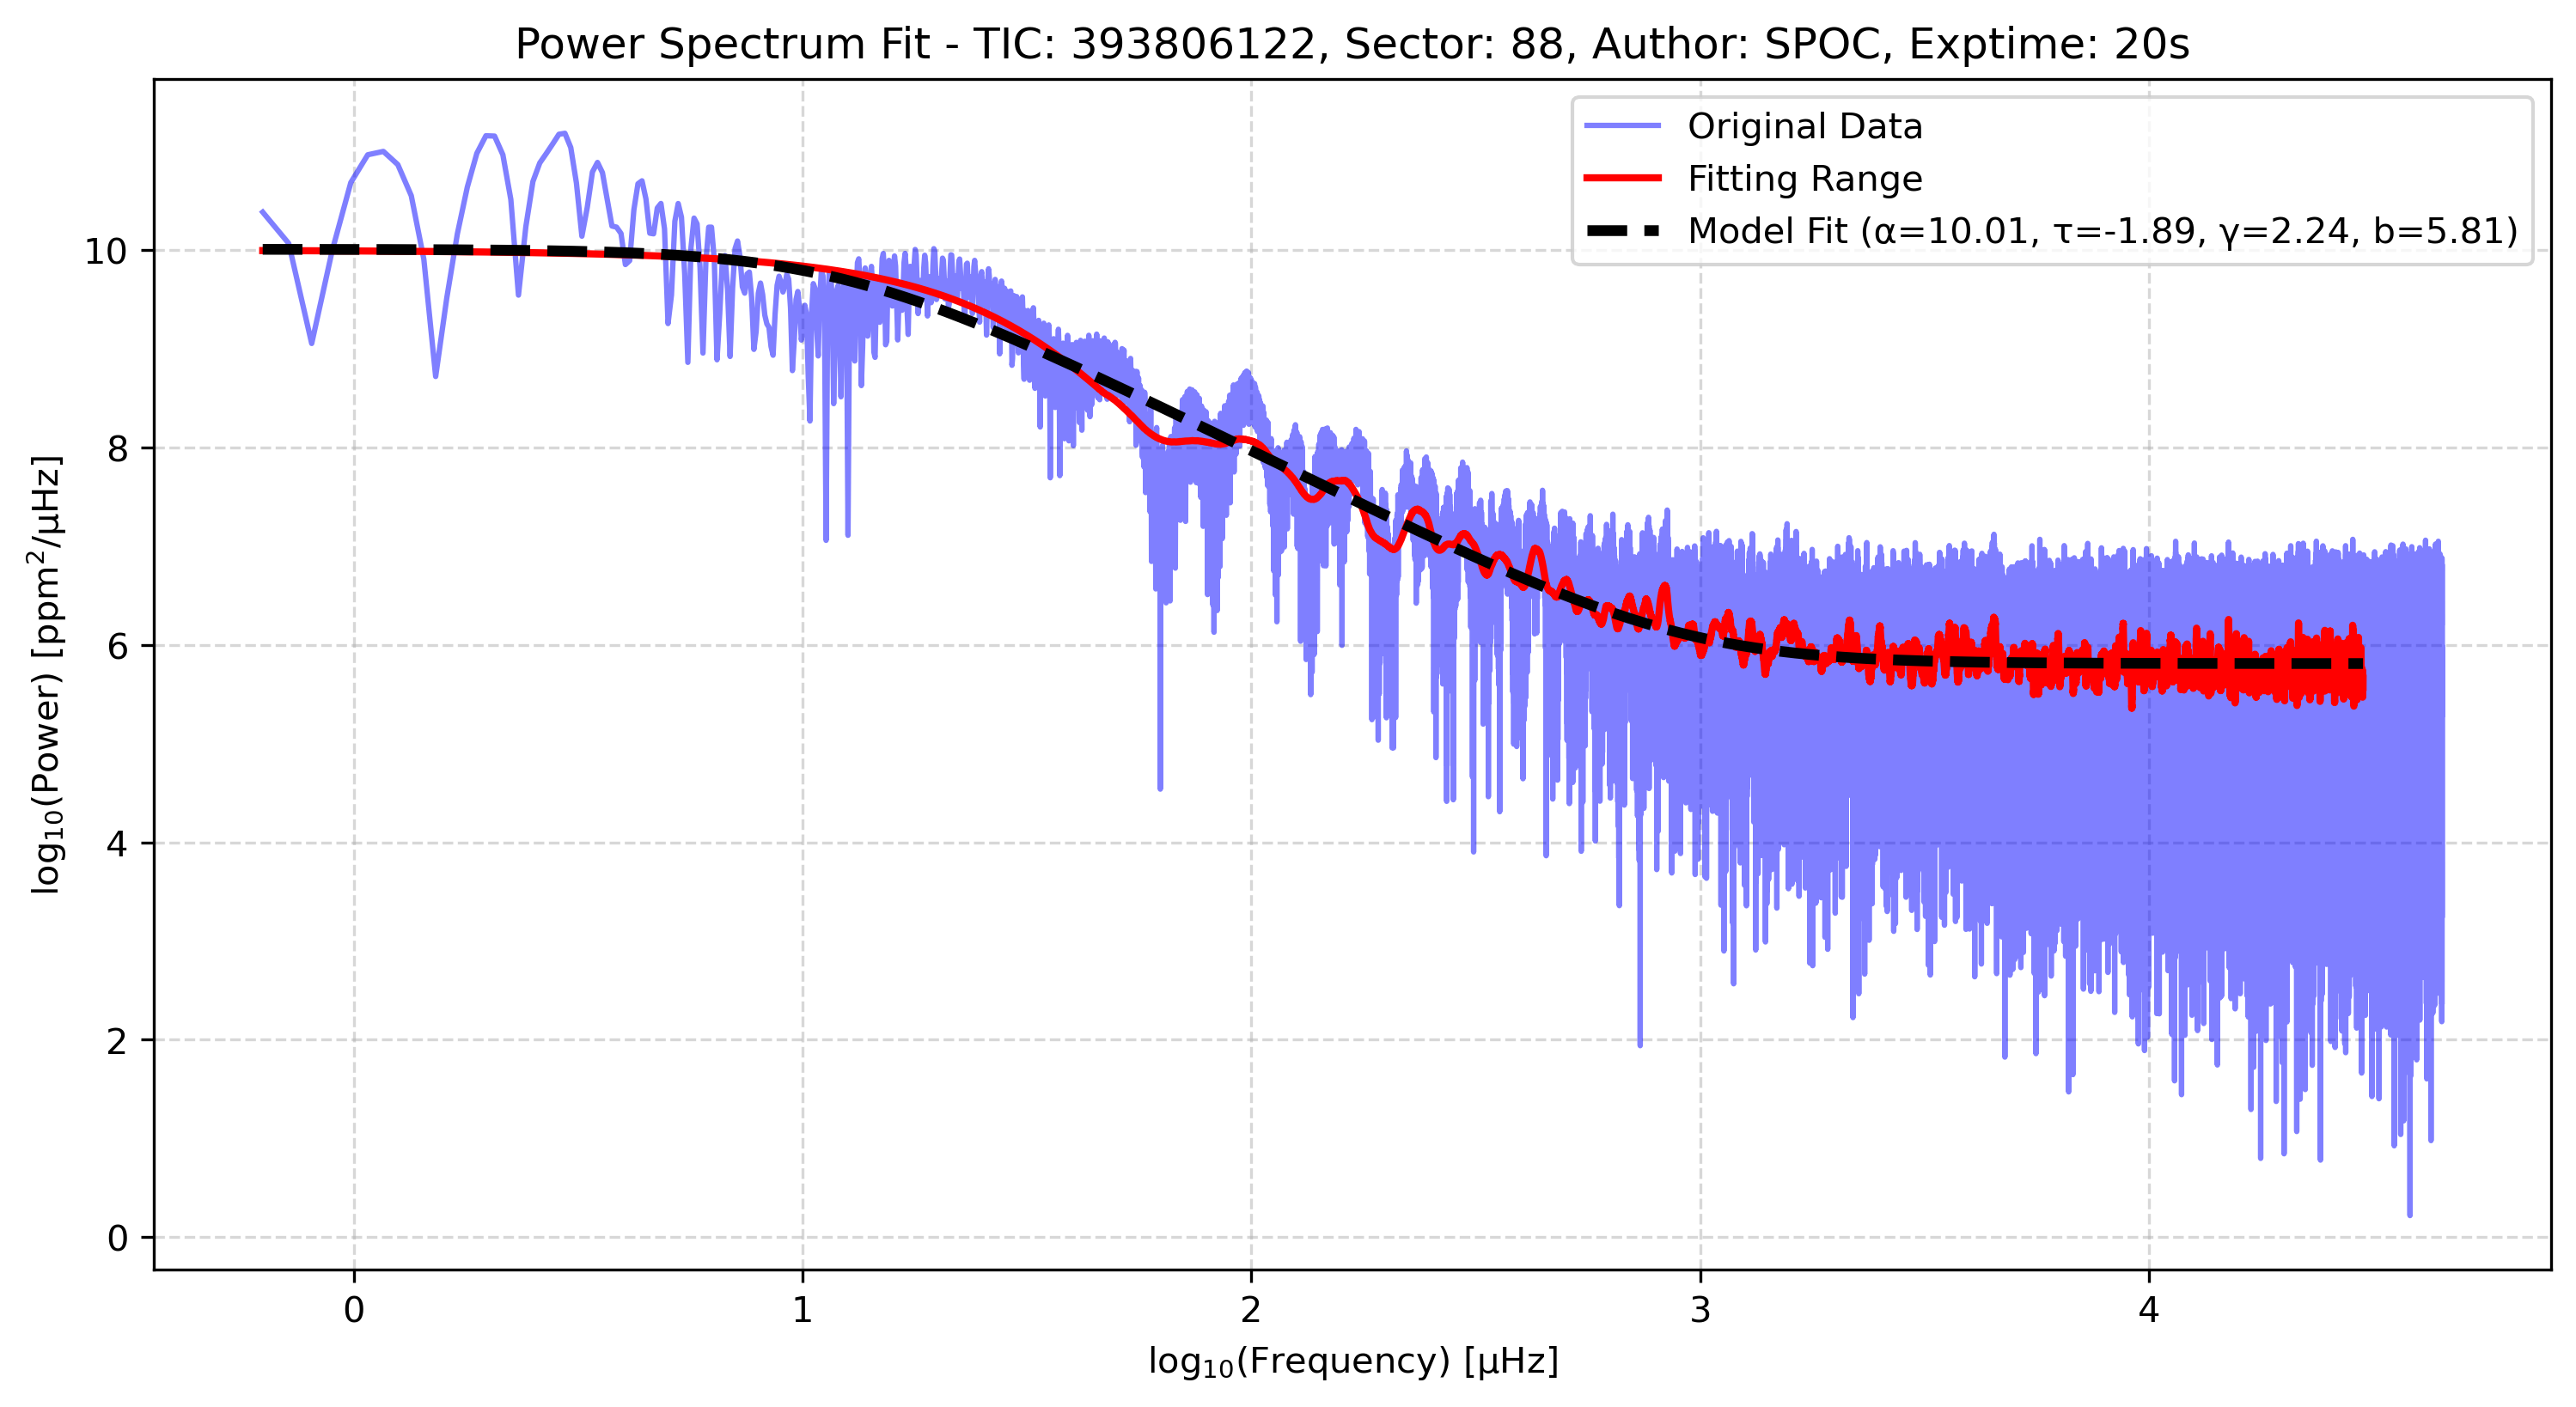 Power Spectrum Fit - TIC: 393806122, Sector: 88, Author: SPOC, Exptime: 20s
Original Data
Fitting Range
Model Fit (α=10.01, τ=-1.89, γ=2.24, b=5.81)
log₁₀(Power) [ppm²/μHz]
10
8
6
4
2
0
0 1 2 3 4
log₁₀(Frequency) [μHz]